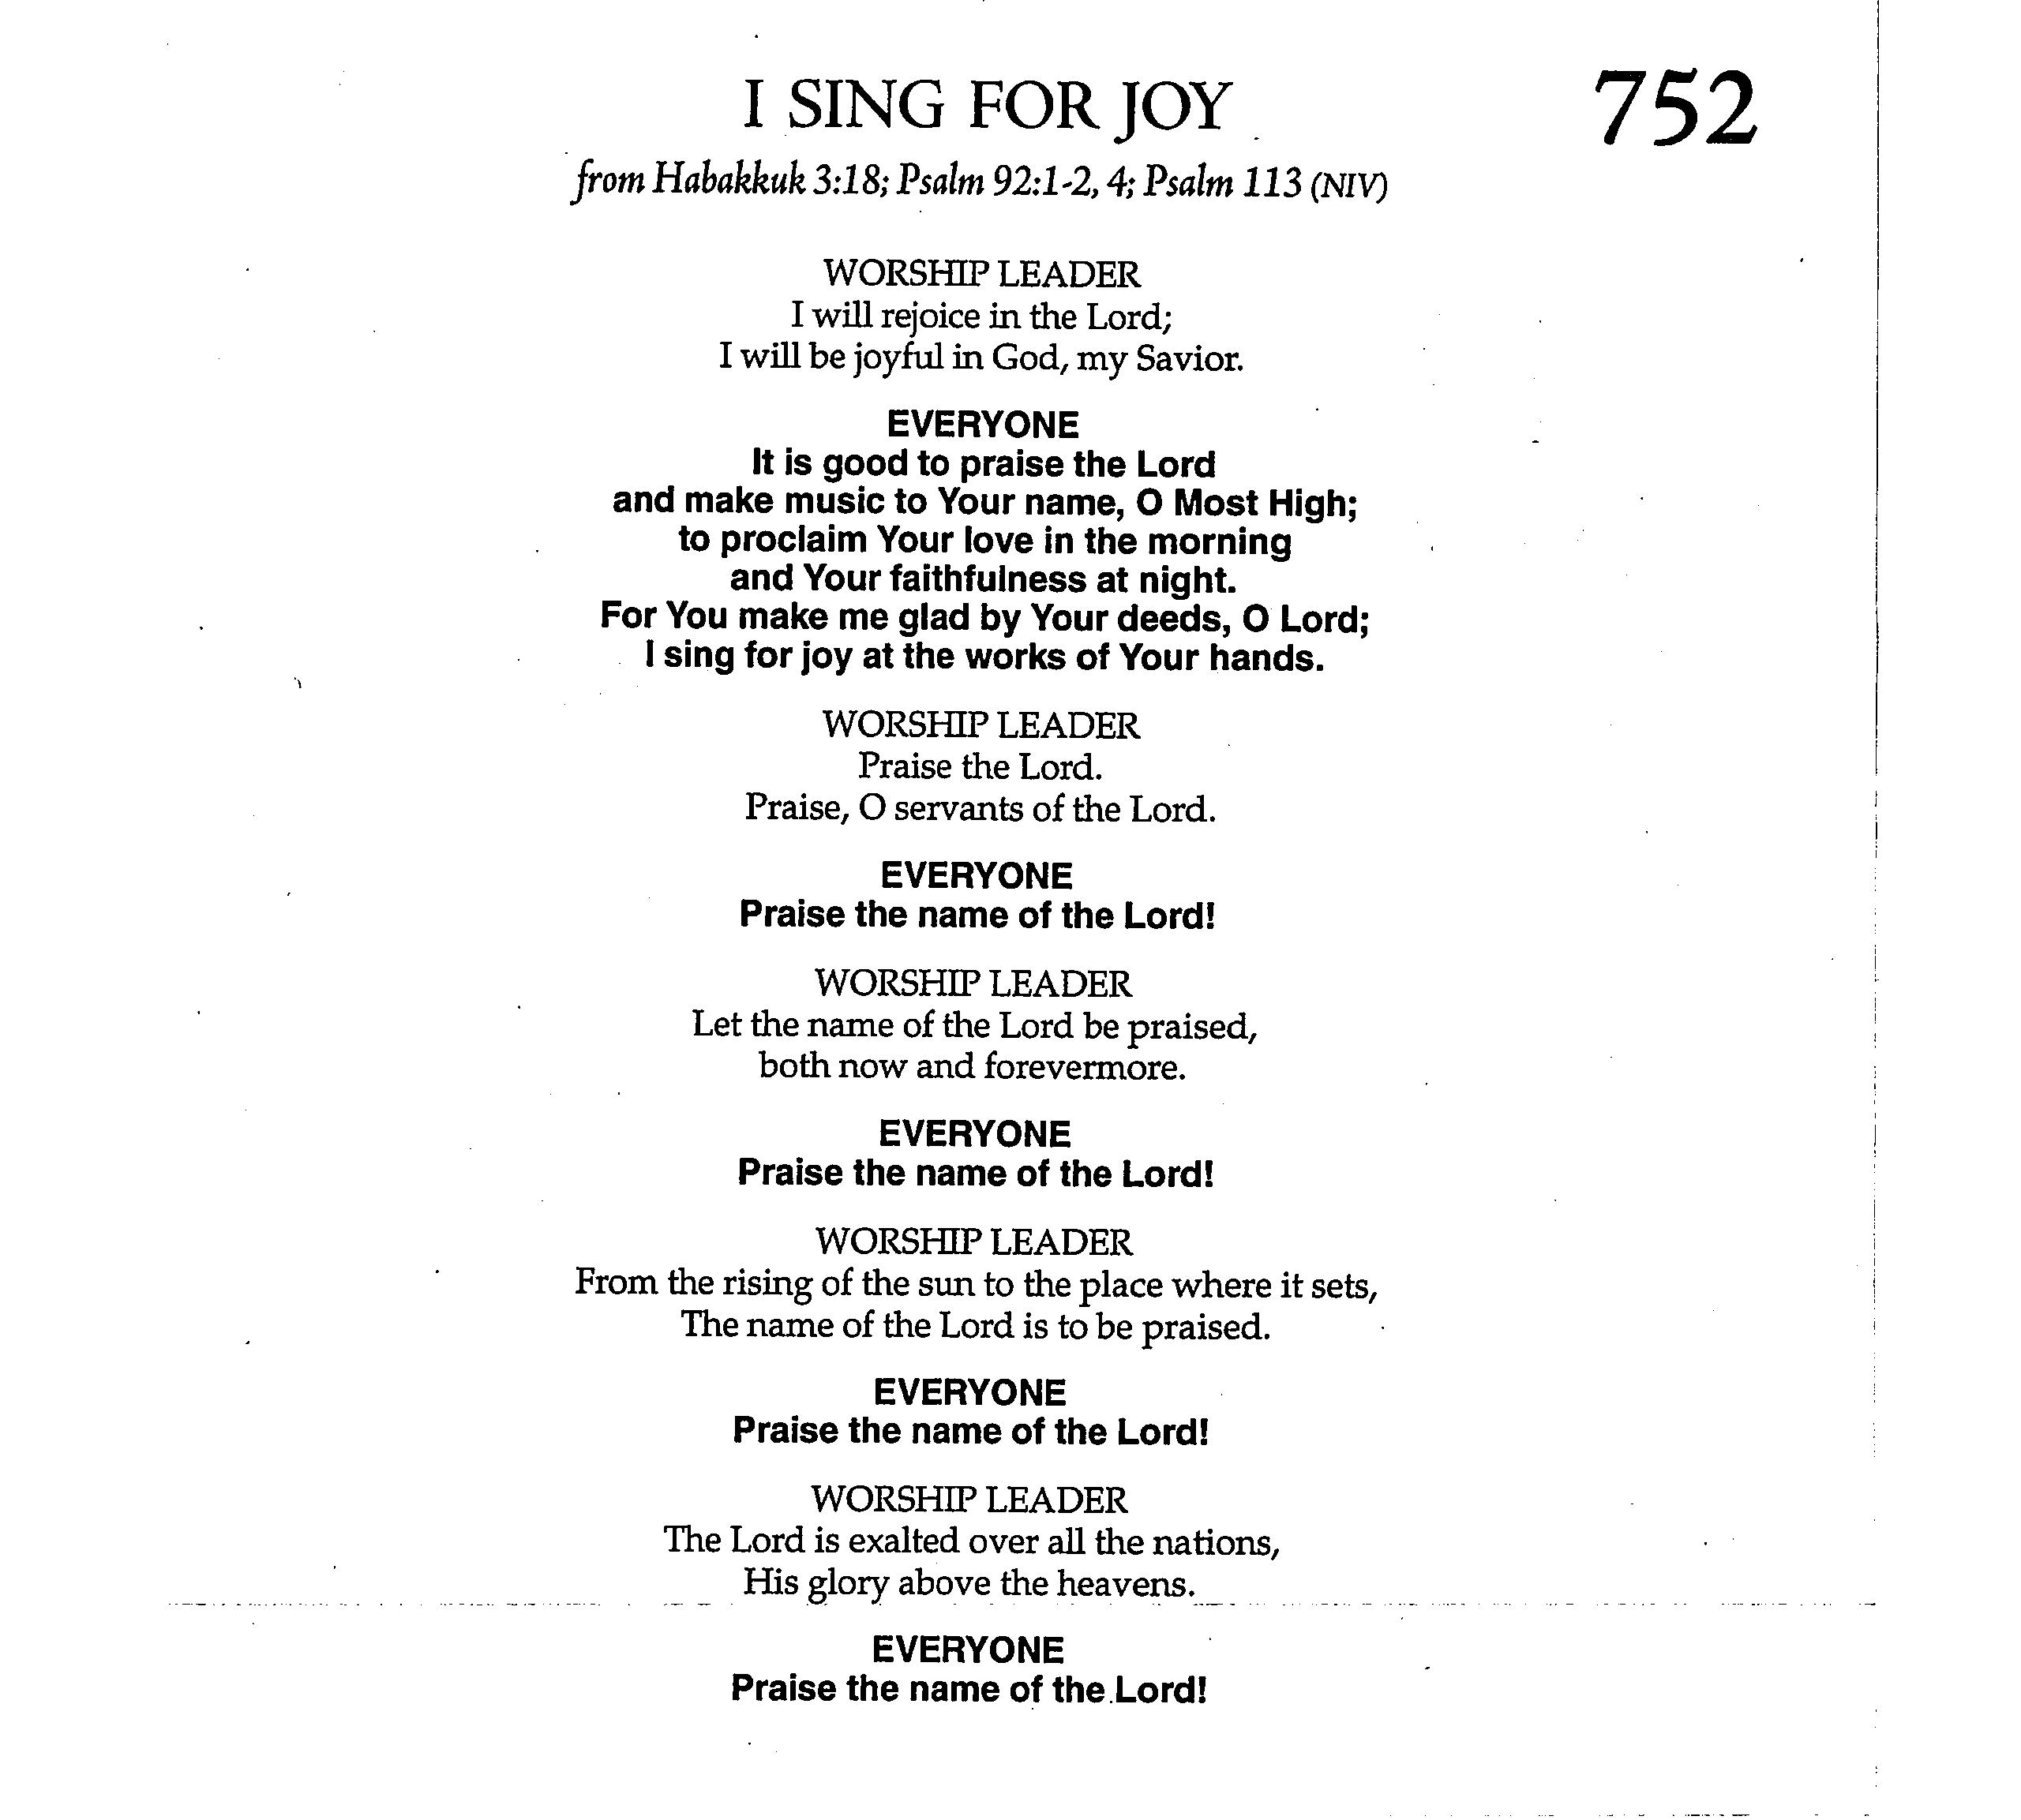 I SING FOR JOY
752
from Habakkuk 3:18; Psalm 92:1-2, 4; Psalm 113 (NIV)
WORSHIP LEADER
I will rejoice in the Lord;
I will be joyful in God, my Savior.
EVERYONE
It is good to praise the Lord
and make music to Your name, O Most High;
to proclaim Your love in the morning
and Your faithfulness at night.
For You make me glad by Your deeds, O Lord;
I sing for joy at the works of Your hands.
WORSHIP LEADER
Praise the Lord.
Praise, O servants of the Lord.
EVERYONE
Praise the name of the Lord!
WORSHIP LEADER
Let the name of the Lord be praised,
both now and forevermore.
EVERYONE
Praise the name of the Lord!
WORSHIP LEADER
From the rising of the sun to the place where it sets,
The name of the Lord is to be praised.
EVERYONE
Praise the name of the Lord!
WORSHIP LEADER
The Lord is exalted over all the nations,
His glory above the heavens.
EVERYONE
Praise the name of the Lord!